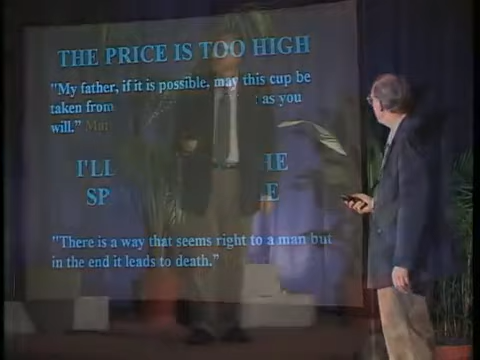 THE PRICE IS TOO HIGH
"My father, if it is possible, may this cup be
taken from : as you
will."
I'LL HE
SP E
"There is a way that seems right to a man but
in the end it leads to death."